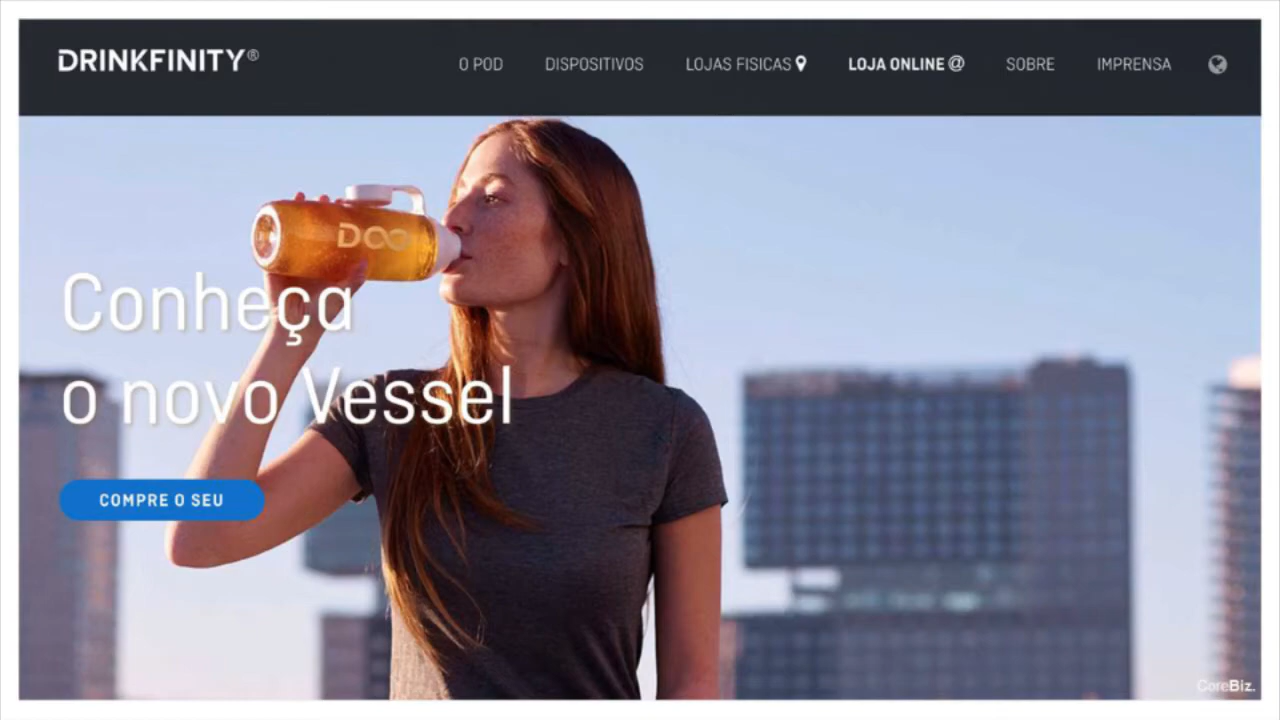 DRINKFINITY®
O POD
DISPOSITIVOS
LOJAS FISICAS
LOJA ONLINE @
SOBRE
IMPRENSA
Conheça
o novo Vessel
COMPRE O SEU
CoreBiz.